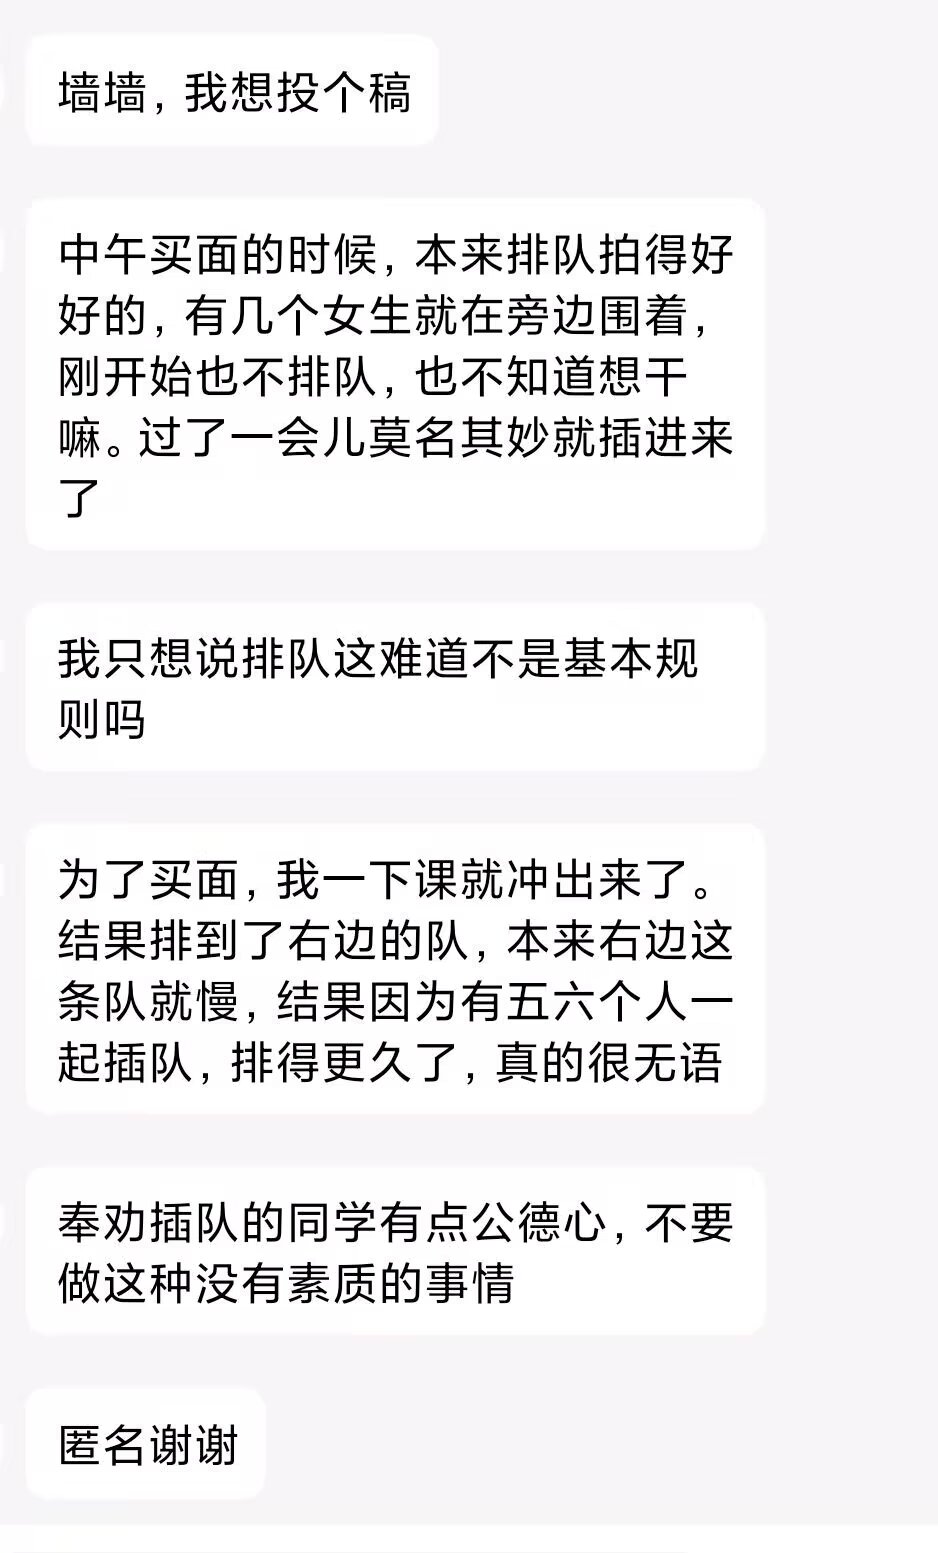 墙墙，我想投个稿
中午买面的时候，本来排队拍得好
好的，有几个女生就在旁边围着，
刚开始也不排队，也不知道想干
嘛。过了一会儿莫名其妙就插进来
了
我只想说排队这难道不是基本规
则吗
为了买面，我一下课就冲出来了。
结果排到了右边的队，本来右边这
条队就慢，结果因为有五六个人一
起插队，排得更久了，真的很无语
奉劝插队的同学有点公德心，不要
做这种没有素质的事情
匿名谢谢